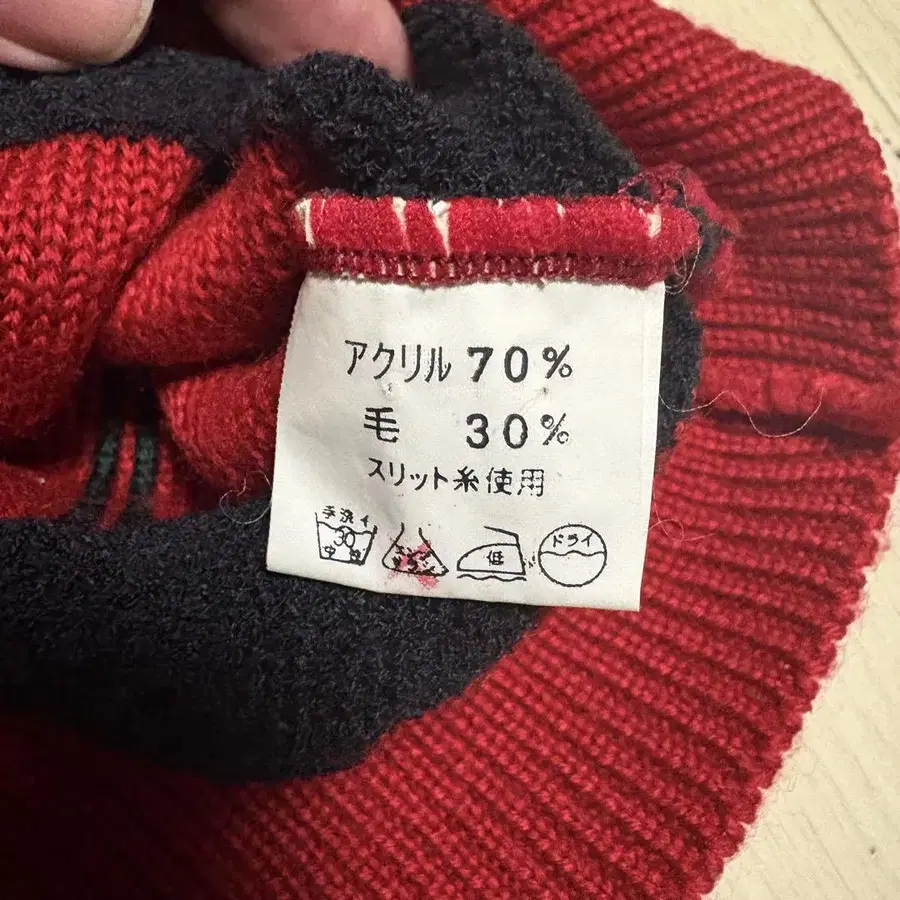 アクリル 70%
毛 30%
スリット糸使用
手洗イ
30
中性
低
ドライ